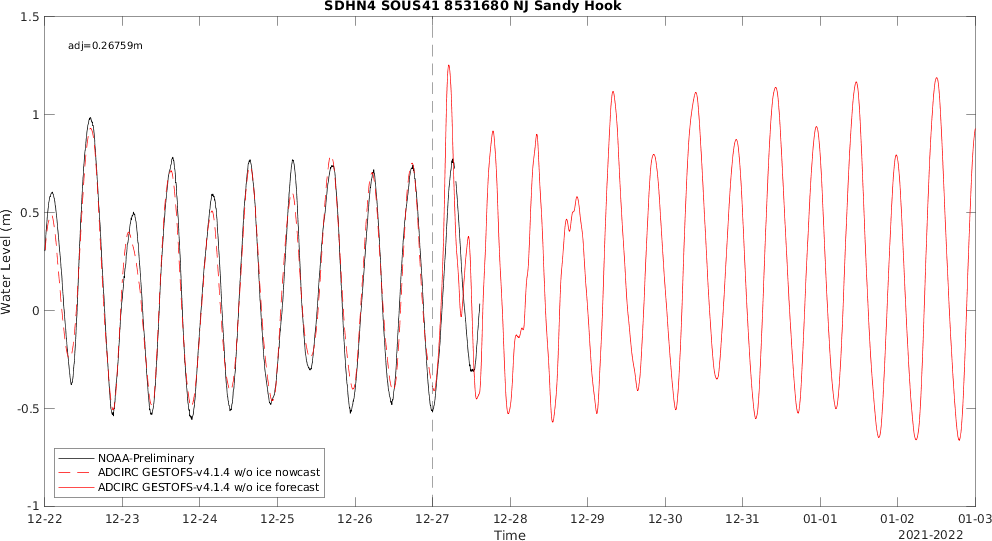 SDHN4 SOUS41 8531680 NJ Sandy Hook
adj=0.26759m
1.5
1
0.5
0
-0.5
-1
Water Level (m)
NOAA-Preliminary
ADCIRC GESTOFS-v4.1.4 w/o ice nowcast
ADCIRC GESTOFS-v4.1.4 w/o ice forecast
12-22 12-23 12-24 12-25 12-26 12-27 12-28 12-29 12-30 12-31 01-01 01-02 01-03
Time
2021-2022